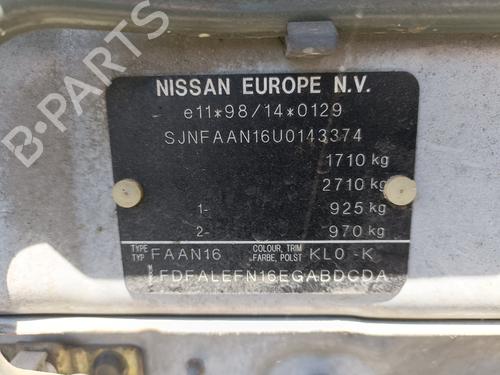 B-PARTS
NISSAN EUROPE N.V.
e11*98/14*0129
SJNFAAN16U0143374
1710 kg
2710 kg
1- 925 kg
2- 970 kg
TYPE TYP FAAN16 COLOUR, TRIM FARBE, POLST KL0 -K
FDFALEFN16EGABDCDA